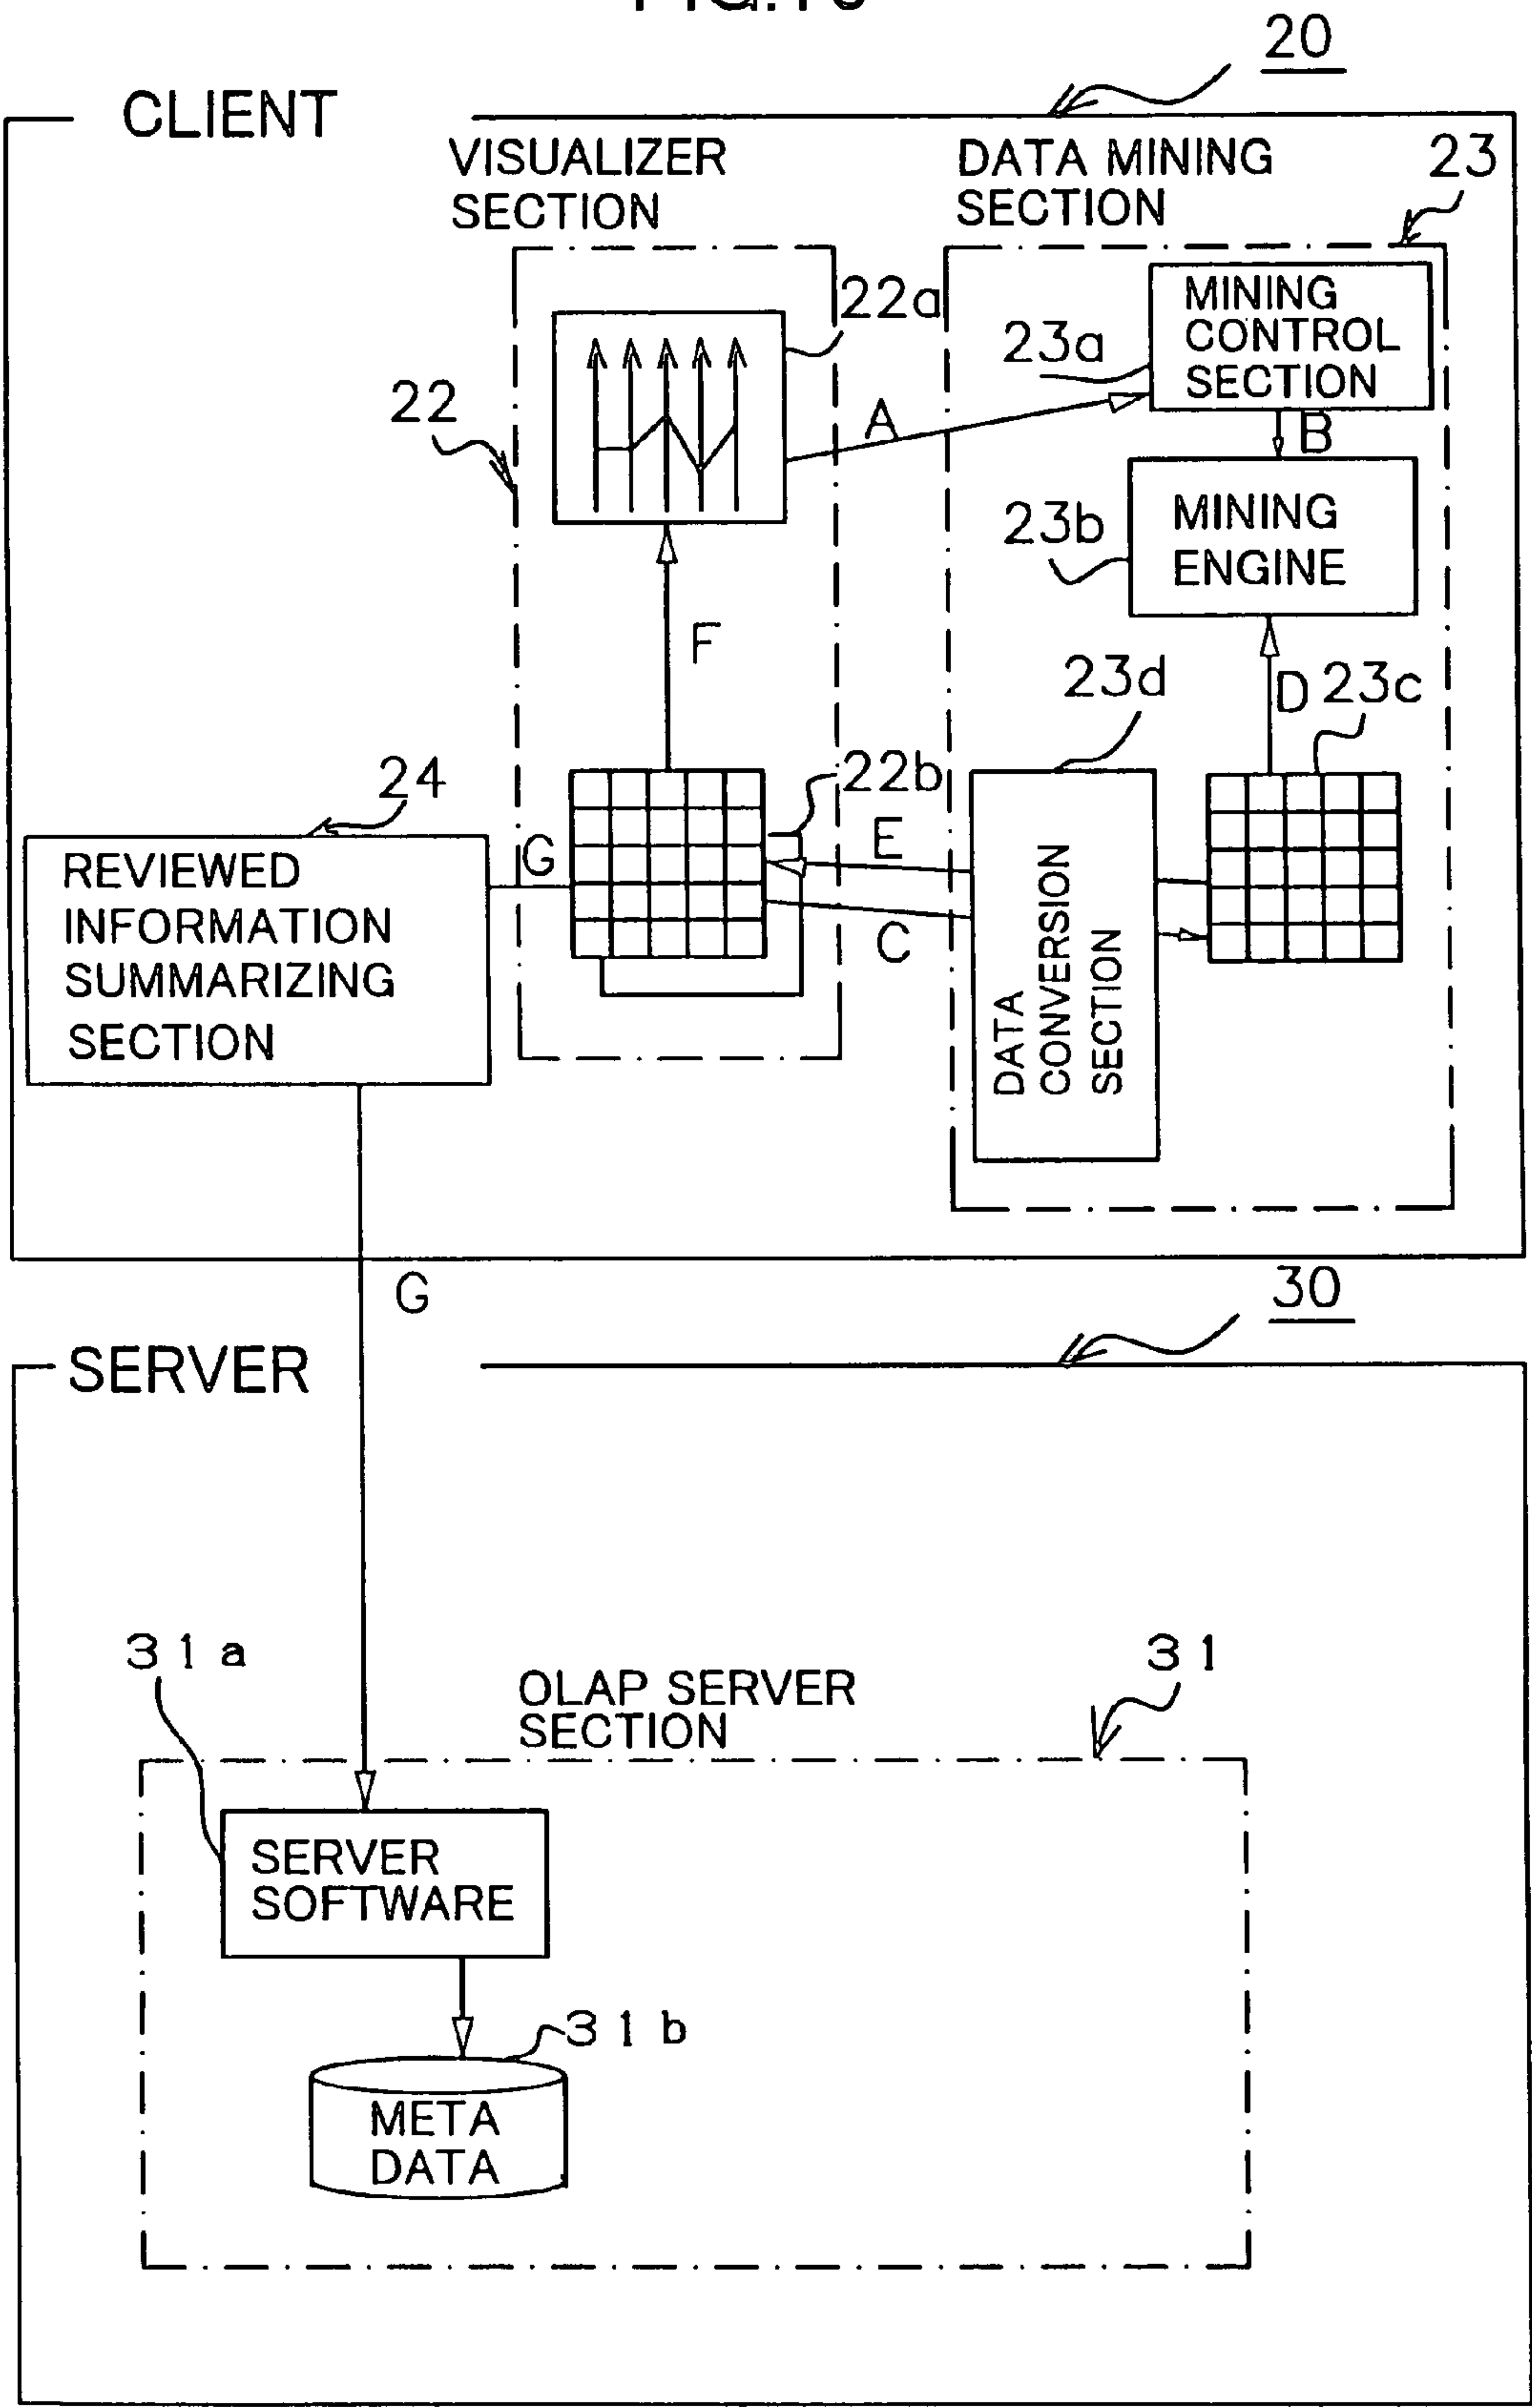 20
CLIENT
VISUALIZER
SECTION
DATA MINING
SECTION
23
22a
MINING
CONTROL
SECTION
23a
22
A
B
23b
MINING
ENGINE
F
23d
D
23c
24
22b
REVIEWED
INFORMATION
SUMMARIZING
SECTION
G
E
C
DATA
CONVERSION
SECTION
G
30
SERVER
31a
OLAP SERVER
SECTION
31
SERVER
SOFTWARE
31b
META
DATA